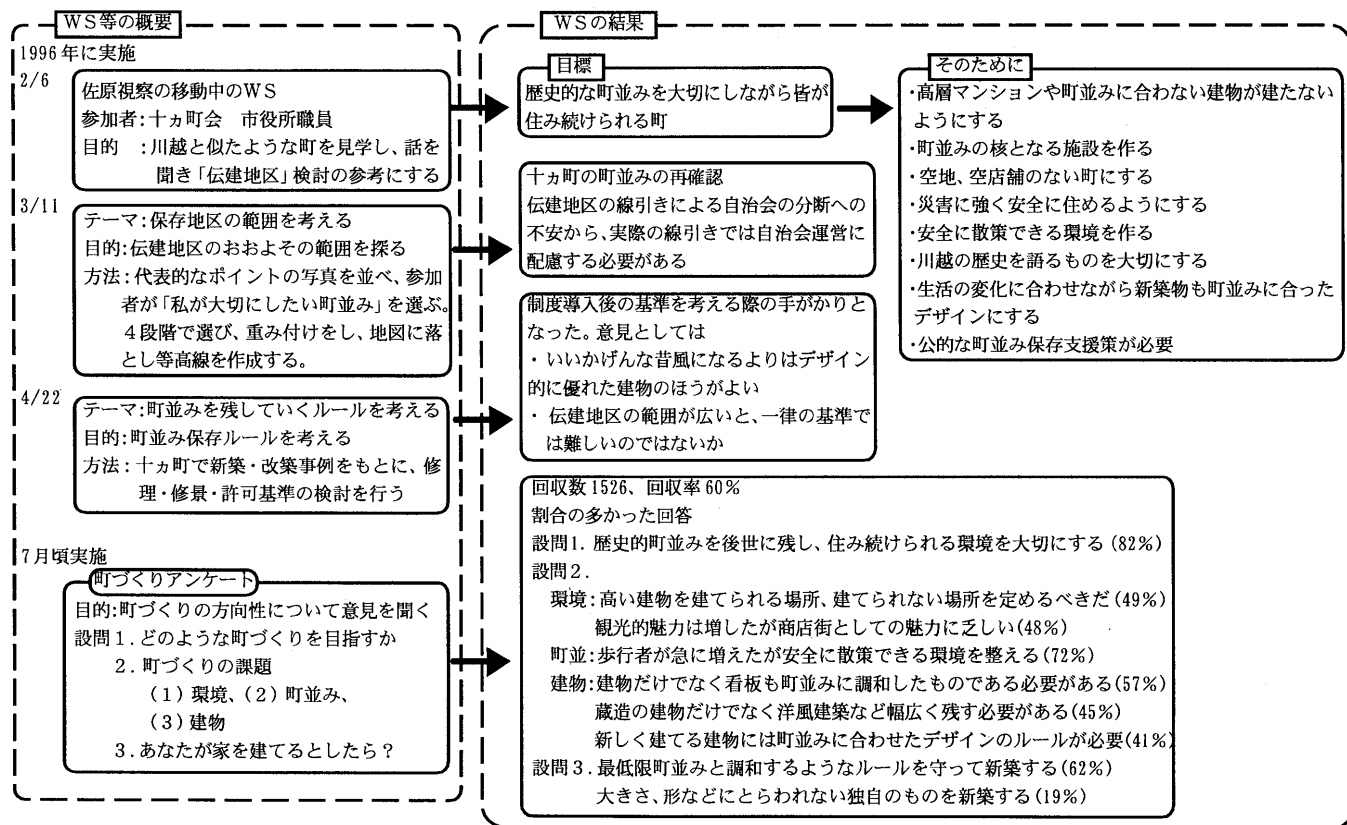 WS等の概要
1996年に実施
2/6
佐原視察の移動中のWS
参加者:十ヵ町会 市役所職員
目的 :川越と似たような町を見学し、話を
聞き「伝建地区」検討の参考にする
3/11
テーマ:保存地区の範囲を考える
目的:伝建地区のおおよその範囲を探る
方法:代表的なポイントの写真を並べ、参加
者が「私が大切にしたい町並み」を選ぶ。
4段階で選び、重み付けをし、地図に落
とし等高線を作成する。
4/22
テーマ:町並みを残していくルールを考える
目的:町並み保存ルールを考える
方法:十ヵ町で新築・改築事例をもとに、修
理・修景・許可基準の検討を行う
7月頃実施
町づくりアンケート
目的:町づくりの方向性について意見を聞く
設問1.どのような町づくりを目指すか
2.町づくりの課題
(1)環境、(2)町並み、
(3)建物
3.あなたが家を建てるとしたら?
WSの結果
目標
歴史的な町並みを大切にしながら皆が
住み続けられる町
そのために
・高層マンションや町並みに合わない建物が建たない
ようにする
・町並みの核となる施設を作る
・空地、空店舗のない町にする
・災害に強く安全に住めるようにする
・安全に散策できる環境を作る
・川越の歴史を語るものを大切にする
・生活の変化に合わせながら新築物も町並みに合った
デザインにする
・公的な町並み保存支援策が必要
十ヵ町の町並みの再確認
伝建地区の線引きによる自治会の分断への
不安から、実際の線引きでは自治会運営に
配慮する必要がある
制度導入後の基準を考える際の手がかりと
なった。意見としては
・いいかげんな昔風になるよりはデザイン
的に優れた建物のほうがよい
・伝建地区の範囲が広いと、一律の基準で
は難しいのではないか
回収数1526、回収率60%
割合の多かった回答
設問1.歴史的町並みを後世に残し、住み続けられる環境を大切にする(82%)
設問2.
環境:高い建物を建てられる場所、建てられない場所を定めるべきだ(49%)
観光的魅力は増したが商店街としての魅力に乏しい(48%)
町並:歩行者が急に増えたが安全に散策できる環境を整える(72%)
建物:建物だけでなく看板も町並みに調和したものである必要がある(57%)
蔵造の建物だけでなく洋風建築など幅広く残す必要がある(45%)
新しく建てる建物には町並みに合わせたデザインのルールが必要(41%)
設問3.最低限町並みと調和するようなルールを守って新築する(62%)
大きさ、形などにとらわれない独自のものを新築する(19%)